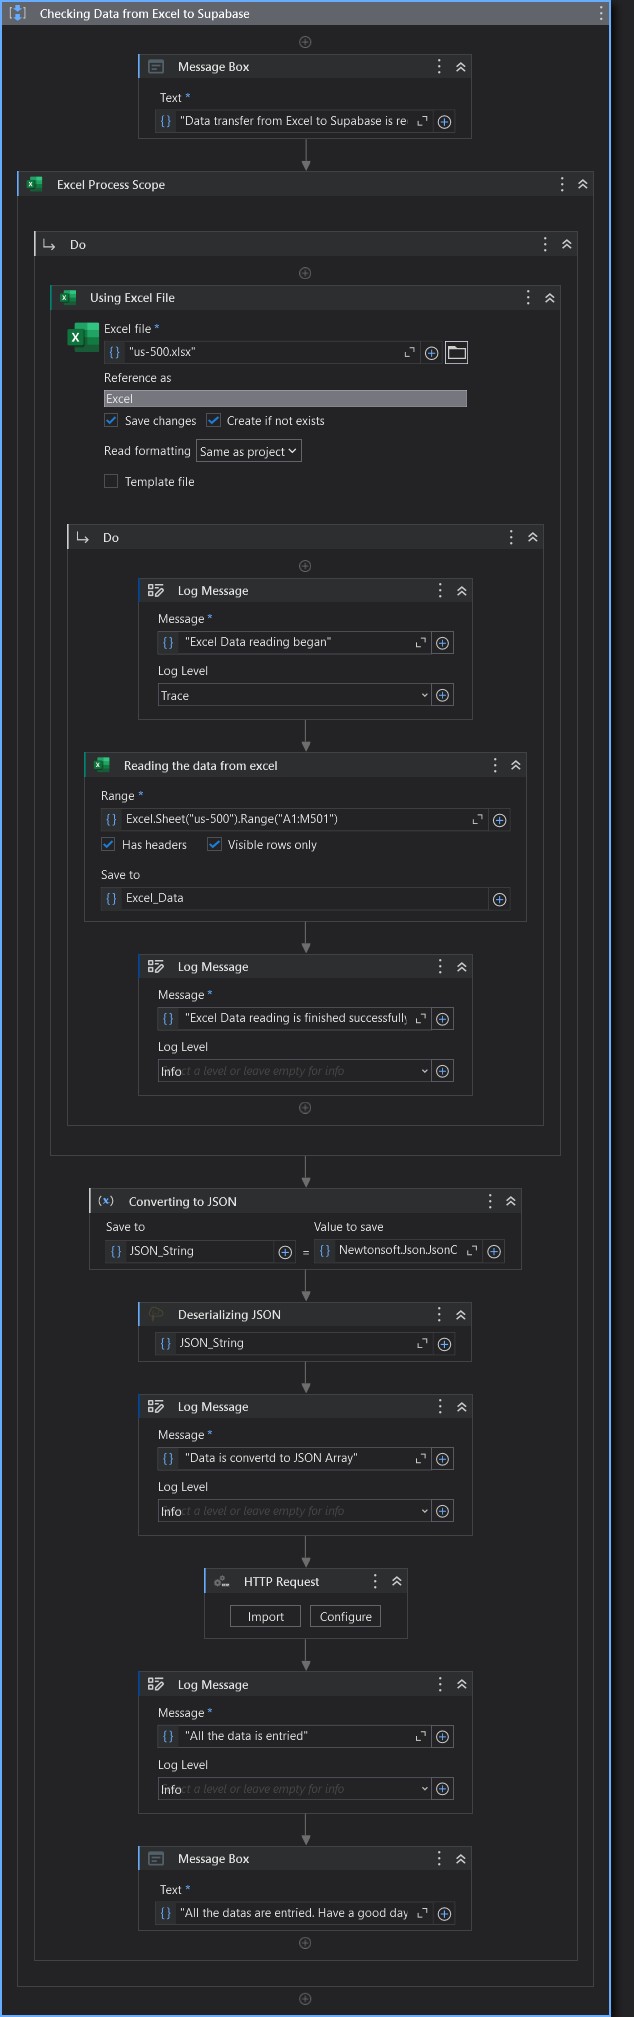 Checking Data from Excel to Supabase
Message Box
Text *
"Data transfer from Excel to Supabase is re
Excel Process Scope
Do
Using Excel File
Excel file *
"us-500.xlsx"
Reference as
Excel
Save changes Create if not exists
Read formatting Same as project
Template file
Do
Log Message
Message *
"Excel Data reading began"
Log Level
Trace
Reading the data from excel
Range *
Excel.Sheet("us-500").Range("A1:M501")
Has headers Visible rows only
Save to
Excel_Data
Log Message
Message *
"Excel Data reading is finished successfully
Log Level
Info ct a level or leave empty for info
Converting to JSON
Save to Value to save
JSON_String = Newtonsoft.Json.JsonC
Deserializing JSON
JSON_String
Log Message
Message *
"Data is convertd to JSON Array"
Log Level
Info ct a level or leave empty for info
HTTP Request
Import Configure
Log Message
Message *
"All the data is entried"
Log Level
Info ct a level or leave empty for info
Message Box
Text *
"All the datas are entried. Have a good day